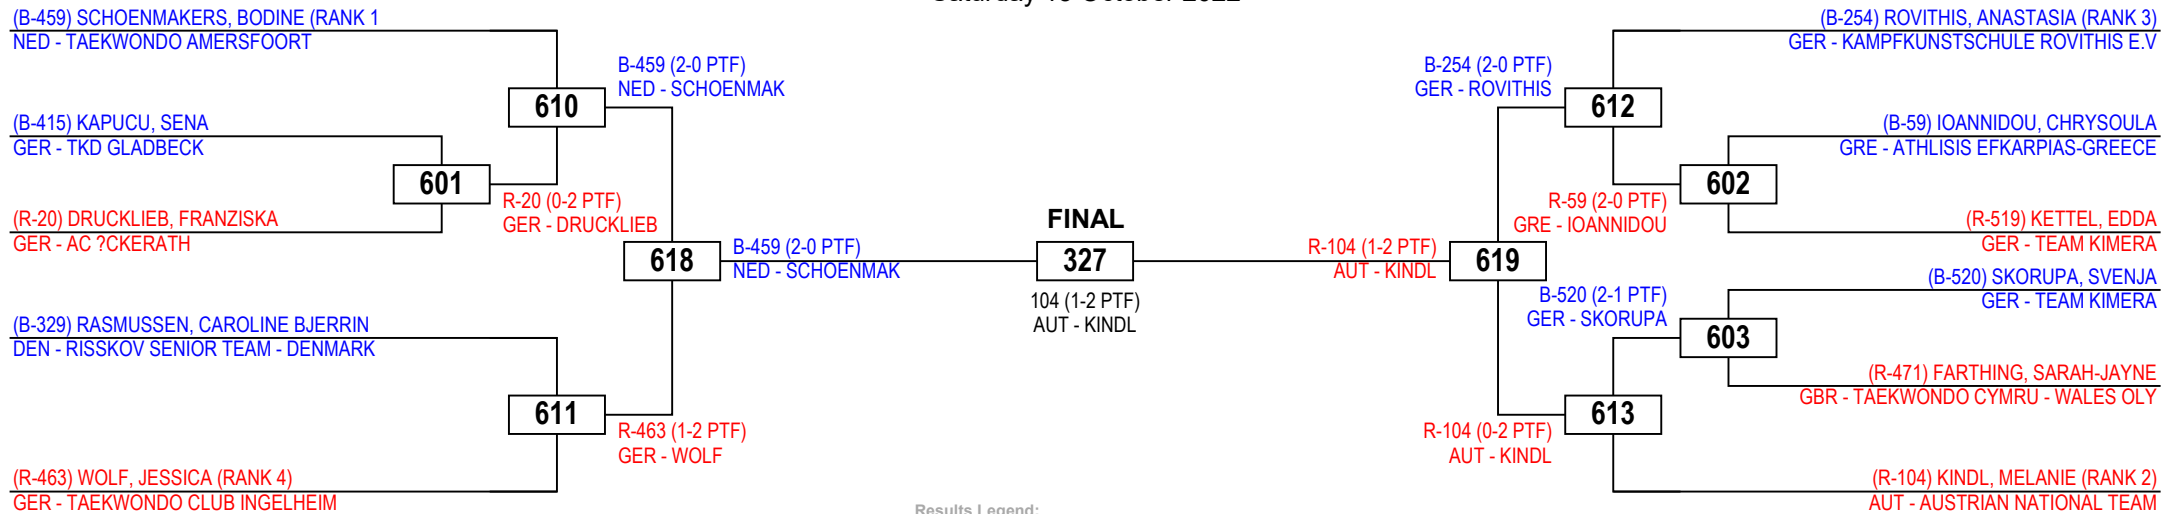 (B-459) SCHOENMAKERS, BODINE (RANK 1
NED - TAEKWONDO AMERSFOORT
B-459 (2-0 PTF)
NED - SCHOENMAK
610
(B-415) KAPUCU, SENA
GER - TKD GLADBECK
601
R-20 (0-2 PTF)
GER - DRUCKLIEB
(R-20) DRUCKLIEB, FRANZISKA
GER - AC ?CKERATH
618
B-459 (2-0 PTF)
NED - SCHOENMAK
(B-329) RASMUSSEN, CAROLINE BJERRIN
DEN - RISSKOV SENIOR TEAM - DENMARK
611
R-463 (1-2 PTF)
GER - WOLF
(R-463) WOLF, JESSICA (RANK 4)
GER - TAEKWONDO CLUB INGELHEIM
FINAL
327
104 (1-2 PTF)
AUT - KINDL
(B-254) ROVITHIS, ANASTASIA (RANK 3)
GER - KAMPFKUNSTSCHULE ROVITHIS E.V
B-254 (2-0 PTF)
GER - ROVITHIS
612
(B-59) IOANNIDOU, CHRYSOULA
GRE - ATHLISIS EFKARPIAS-GREECE
602
R-59 (2-0 PTF)
GRE - IOANNIDOU
(R-519) KETTEL, EDDA
GER - TEAM KIMERA
R-104 (1-2 PTF)
AUT - KINDL
619
(B-520) SKORUPA, SVENJA
GER - TEAM KIMERA
B-520 (2-1 PTF)
GER - SKORUPA
603
(R-471) FARTHING, SARAH-JAYNE
GBR - TAEKWONDO CYMRU - WALES OLY
613
R-104 (0-2 PTF)
AUT - KINDL
(R-104) KINDL, MELANIE (RANK 2)
AUT - AUSTRIAN NATIONAL TEAM
Results Legend: